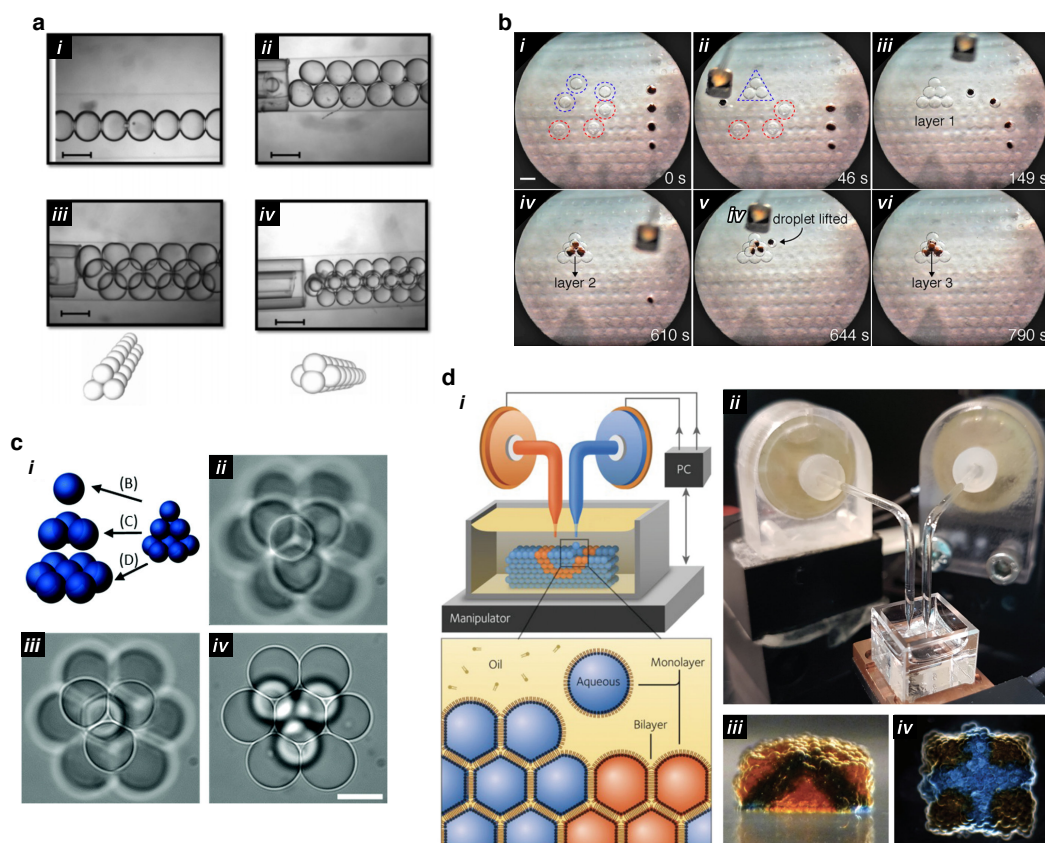 a
i
ii
iii
iv
b
i
0 s
ii
46 s
iii
layer 1
149 s
iv
layer 2
610 s
v
iv
droplet lifted
644 s
vi
layer 3
790 s
c
i
(B)
(C)
(D)
ii
iii
iv
d
i
PC
Manipulator
Oil
Aqueous
Monolayer
Bilayer
ii
iii
iv